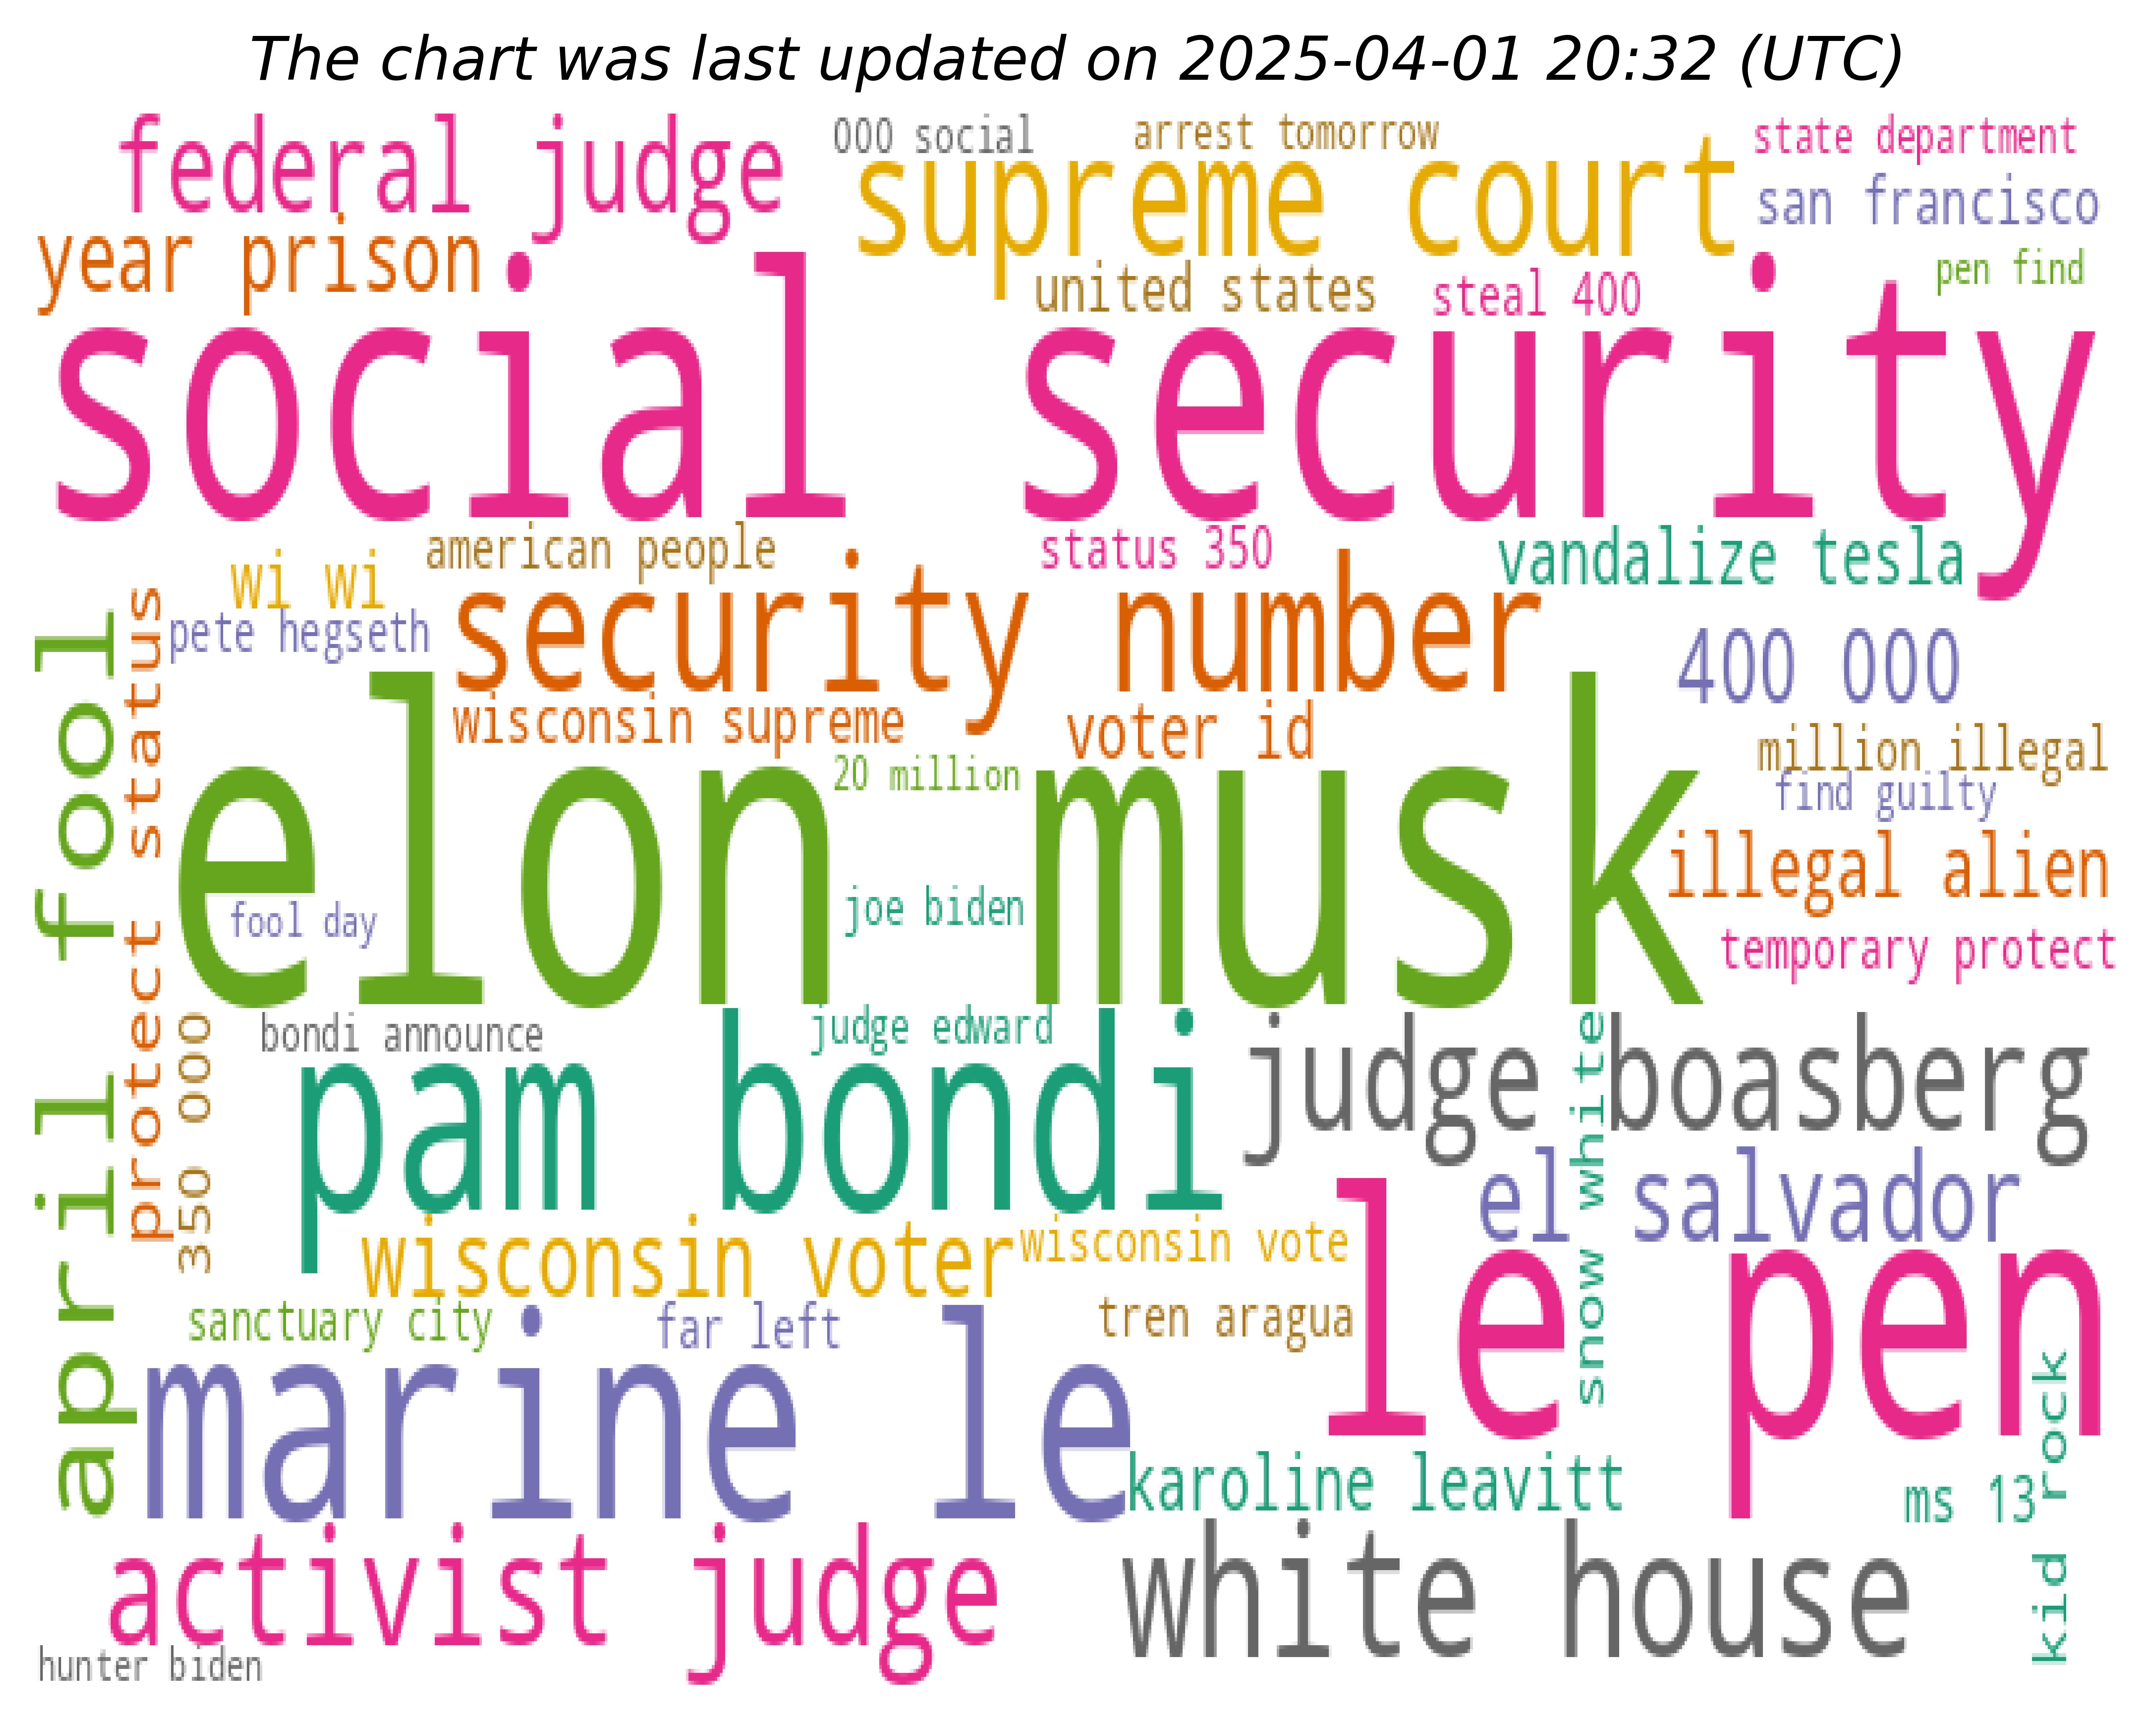 The chart was last updated on 2025-04-01 20:32 (UTC)
federal judge
000 social
arrest tomorrow
state department
supreme court
san francisco
year prison
united states
steal 400
pen find
social security
american people
status 350
vandalize tesla
wi wi
pete hegseth
security number
400 000
wisconsin supreme
voter id
million illegal
20 million
find guilty
elon musk
illegal alien
joe biden
fool day
temporary protect
april fool
protect status
350 000
bondi announce
judge edward
pam bondi
judge boasberg
snow white
el salvador
wisconsin voter
wisconsin vote
le pen
sanctuary city
far left
tren aragua
marine le
karoline leavitt
ms 13
kid rock
activist judge
white house
hunter biden